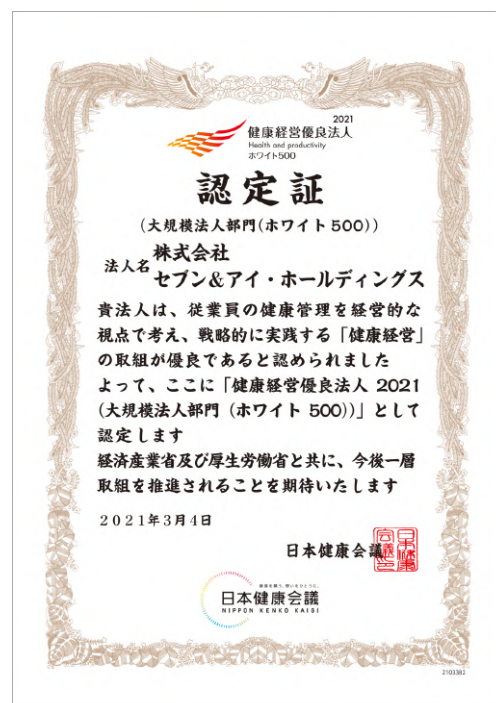 2021
健康経営優良法人
Health and productivity
ホワイト500
認定証
(大規模法人部門(ホワイト500))
法人名
株式会社
セブン&アイ・ホールディングス
貴法人は、従業員の健康管理を経営的な
視点で考え、戦略的に実践する「健康経営」
の取組が優良であると認められました
よって、ここに「健康経営優良法人 2021
(大規模法人部門(ホワイト 500))」として
認定します
経済産業省及び厚生労働省と共に、今後一層
取組を推進されることを期待いたします
2021年3月4日
日本健康会議
日本健康会議
NIPPON KENKO KAIGI
2103382